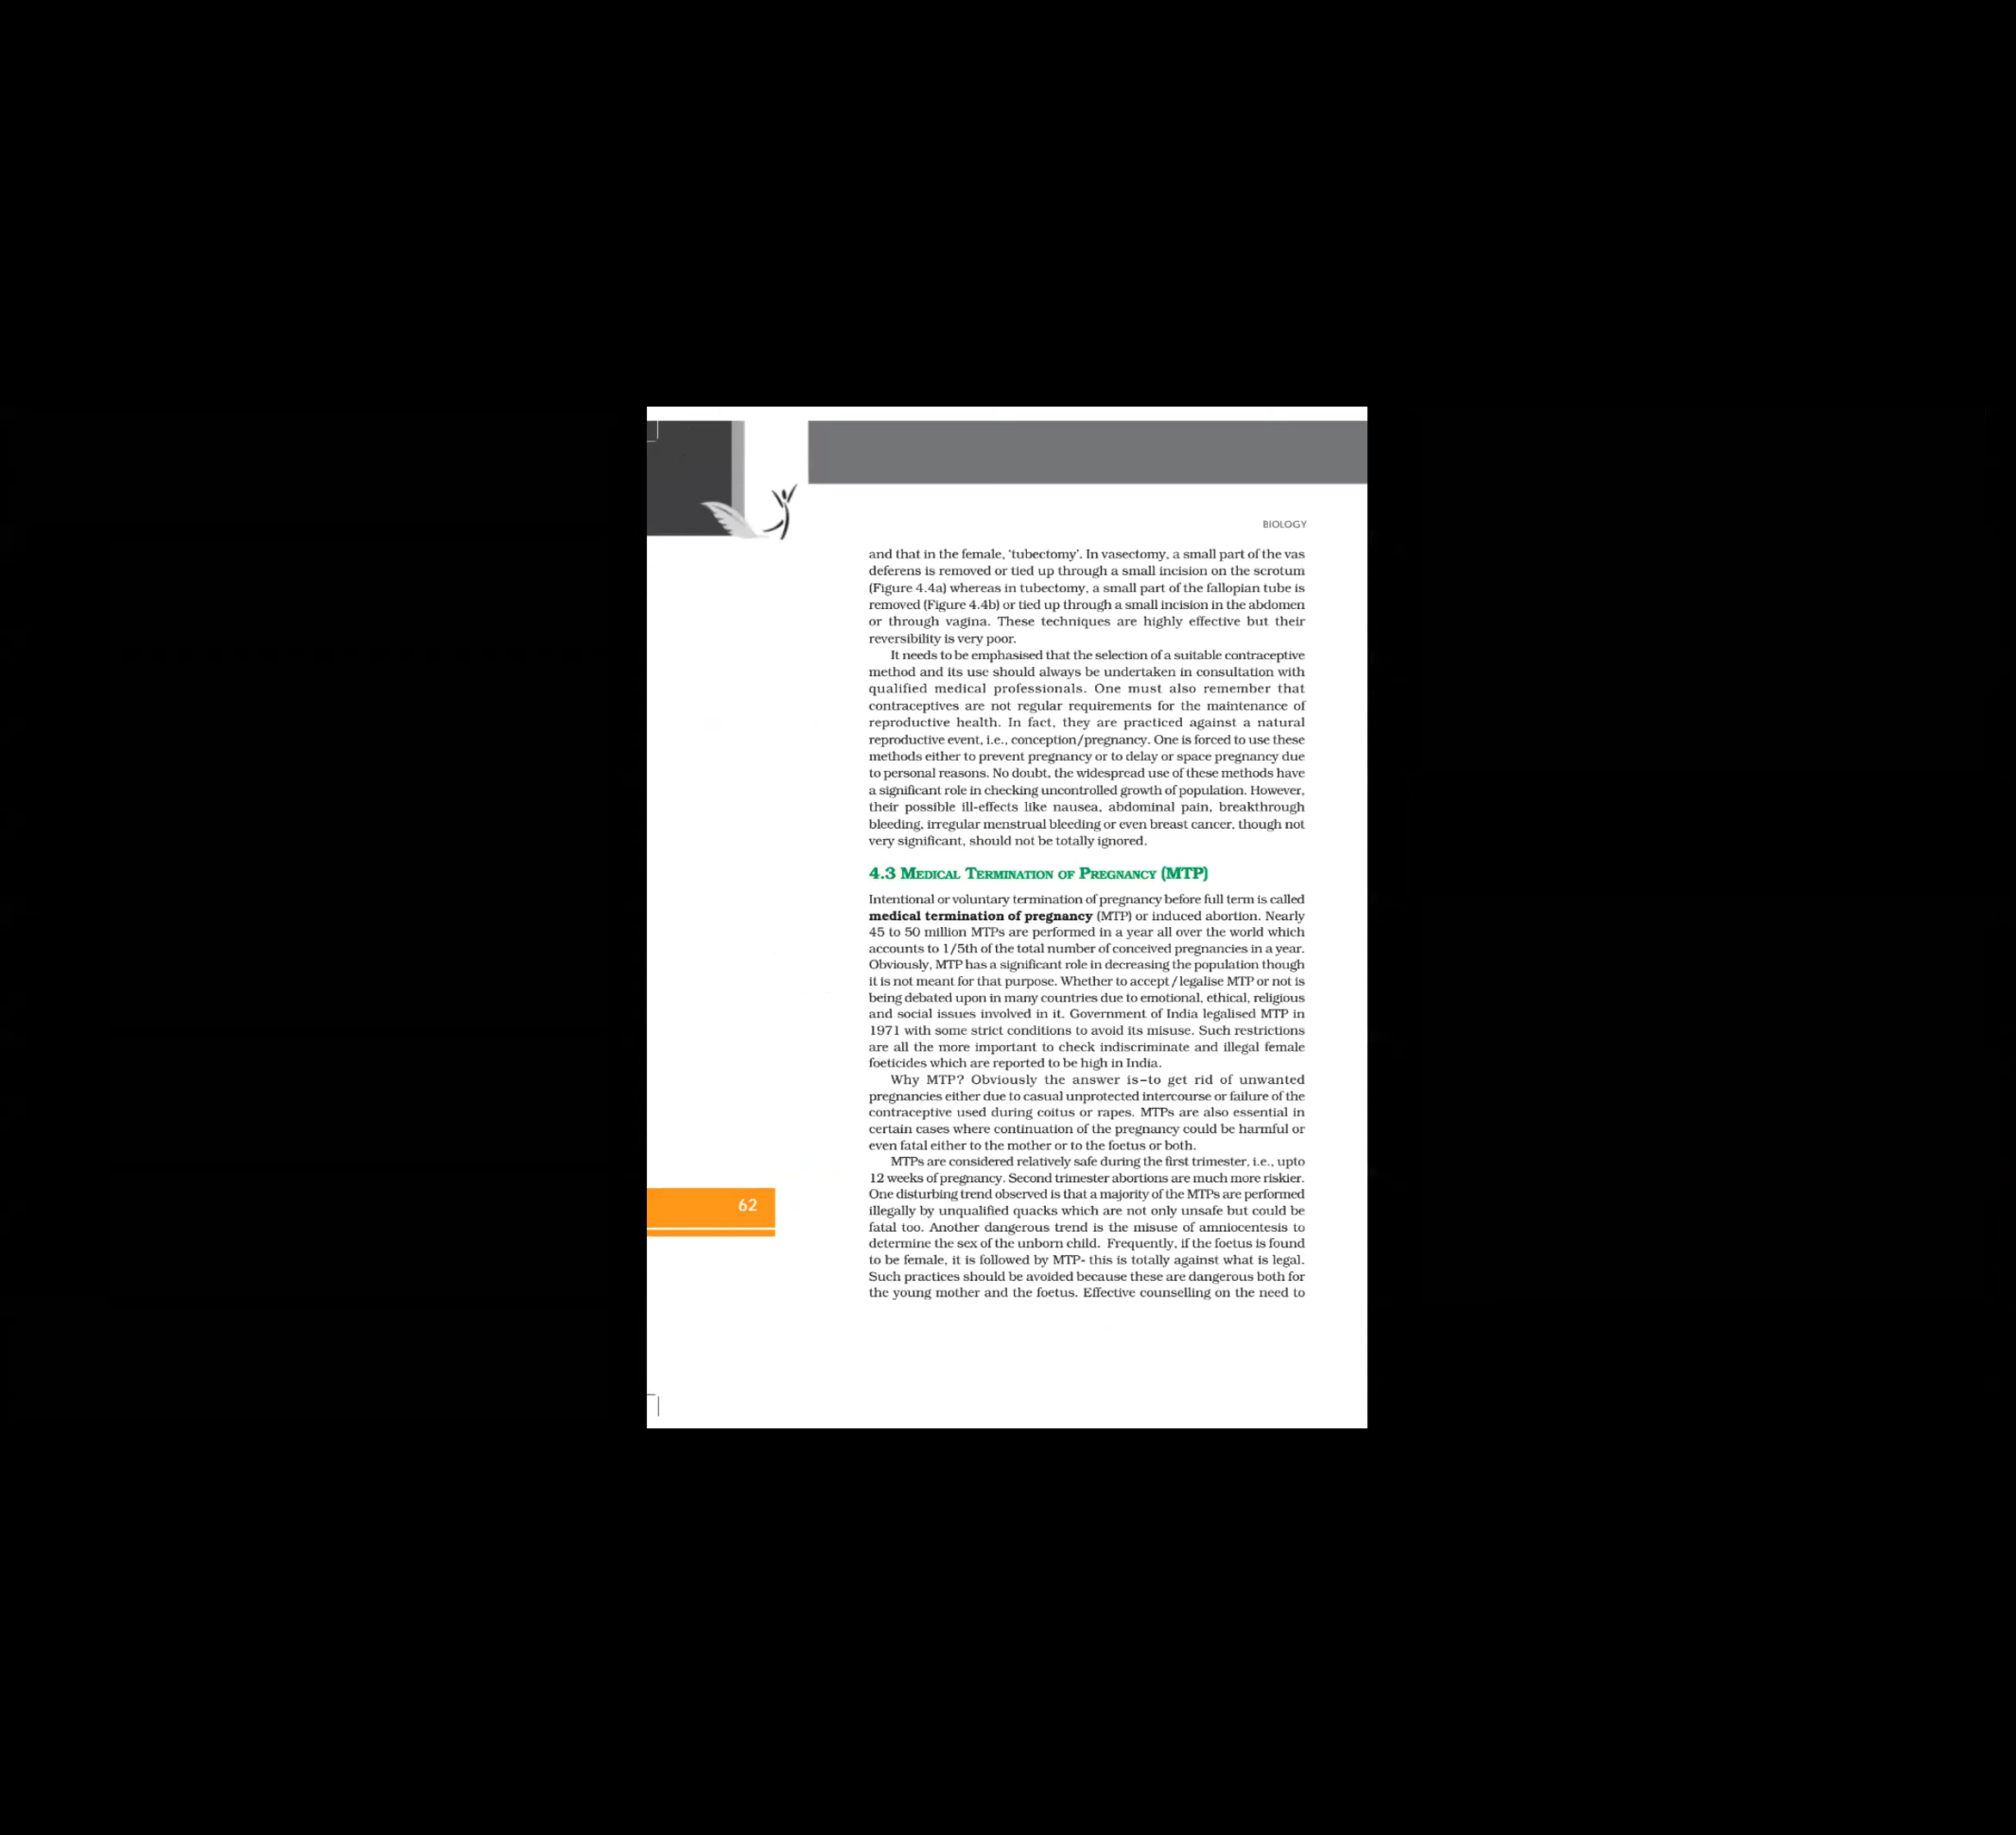 BIOLOGY
and that in the female, ‘tubectomy’. In vasectomy, a small part of the vas
deferens is removed or tied up through a small incision on the scrotum
(Figure 4.4a) whereas in tubectomy, a small part of the fallopian tube is
removed (Figure 4.4b) or tied up through a small incision in the abdomen
or through vagina. These techniques are highly effective but their
reversibility is very poor.
It needs to be emphasised that the selection of a suitable contraceptive
method and its use should always be undertaken in consultation with
qualified medical professionals. One must also remember that
contraceptives are not regular requirements for the maintenance of
reproductive health. In fact, they are practiced against a natural
reproductive event, i.e., conception/pregnancy. One is forced to use these
methods either to prevent pregnancy or to delay or space pregnancy due
to personal reasons. No doubt, the widespread use of these methods have
a significant role in checking uncontrolled growth of population. However,
their possible ill-effects like nausea, abdominal pain, breakthrough
bleeding, irregular menstrual bleeding or even breast cancer, though not
very significant, should not be totally ignored.
4.3 MEDICAL TERMINATION OF PREGNANCY (MTP)
Intentional or voluntary termination of pregnancy before full term is called
medical termination of pregnancy (MTP) or induced abortion. Nearly
45 to 50 million MTPs are performed in a year all over the world which
accounts to 1/5th of the total number of conceived pregnancies in a year.
Obviously, MTP has a significant role in decreasing the population though
it is not meant for that purpose. Whether to accept /legalise MTP or not is
being debated upon in many countries due to emotional, ethical, religious
and social issues involved in it. Government of India legalised MTP in
1971 with some strict conditions to avoid its misuse. Such restrictions
are all the more important to check indiscriminate and illegal female
foeticides which are reported to be high in India.
Why MTP? Obviously the answer is–to get rid of unwanted
pregnancies either due to casual unprotected intercourse or failure of the
contraceptive used during coitus or rapes. MTPs are also essential in
certain cases where continuation of the pregnancy could be harmful or
even fatal either to the mother or to the foetus or both.
MTPs are considered relatively safe during the first trimester, i.e., upto
12 weeks of pregnancy. Second trimester abortions are much more riskier.
One disturbing trend observed is that a majority of the MTPs are performed
illegally by unqualified quacks which are not only unsafe but could be
fatal too. Another dangerous trend is the misuse of amniocentesis to
determine the sex of the unborn child. Frequently, if the foetus is found
to be female, it is followed by MTP- this is totally against what is legal.
Such practices should be avoided because these are dangerous both for
the young mother and the foetus. Effective counselling on the need to
62